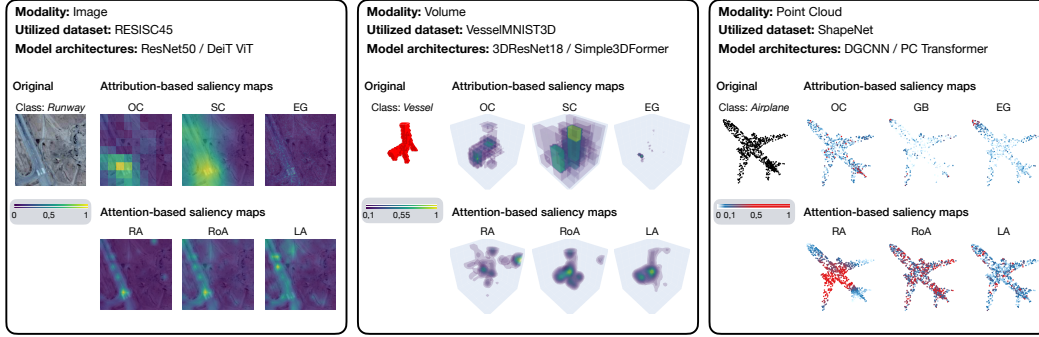 Modality: Image
Utilized dataset: RESISC45
Model architectures: ResNet50 / DeiT ViT
Original
Attribution-based saliency maps
Class: Runway
OC
SC
EG
0
0,5
1
Attention-based saliency maps
RA
RoA
LA
Modality: Volume
Utilized dataset: VesselMNIST3D
Model architectures: 3DResNet18 / Simple3DFormer
Original
Attribution-based saliency maps
Class: Vessel
OC
SC
EG
0,1
0,55
1
Attention-based saliency maps
RA
RoA
LA
Modality: Point Cloud
Utilized dataset: ShapeNet
Model architectures: DGCNN / PC Transformer
Original
Attribution-based saliency maps
Class: Airplane
OC
GB
EG
0
0,1
0,5
1
Attention-based saliency maps
RA
RoA
LA